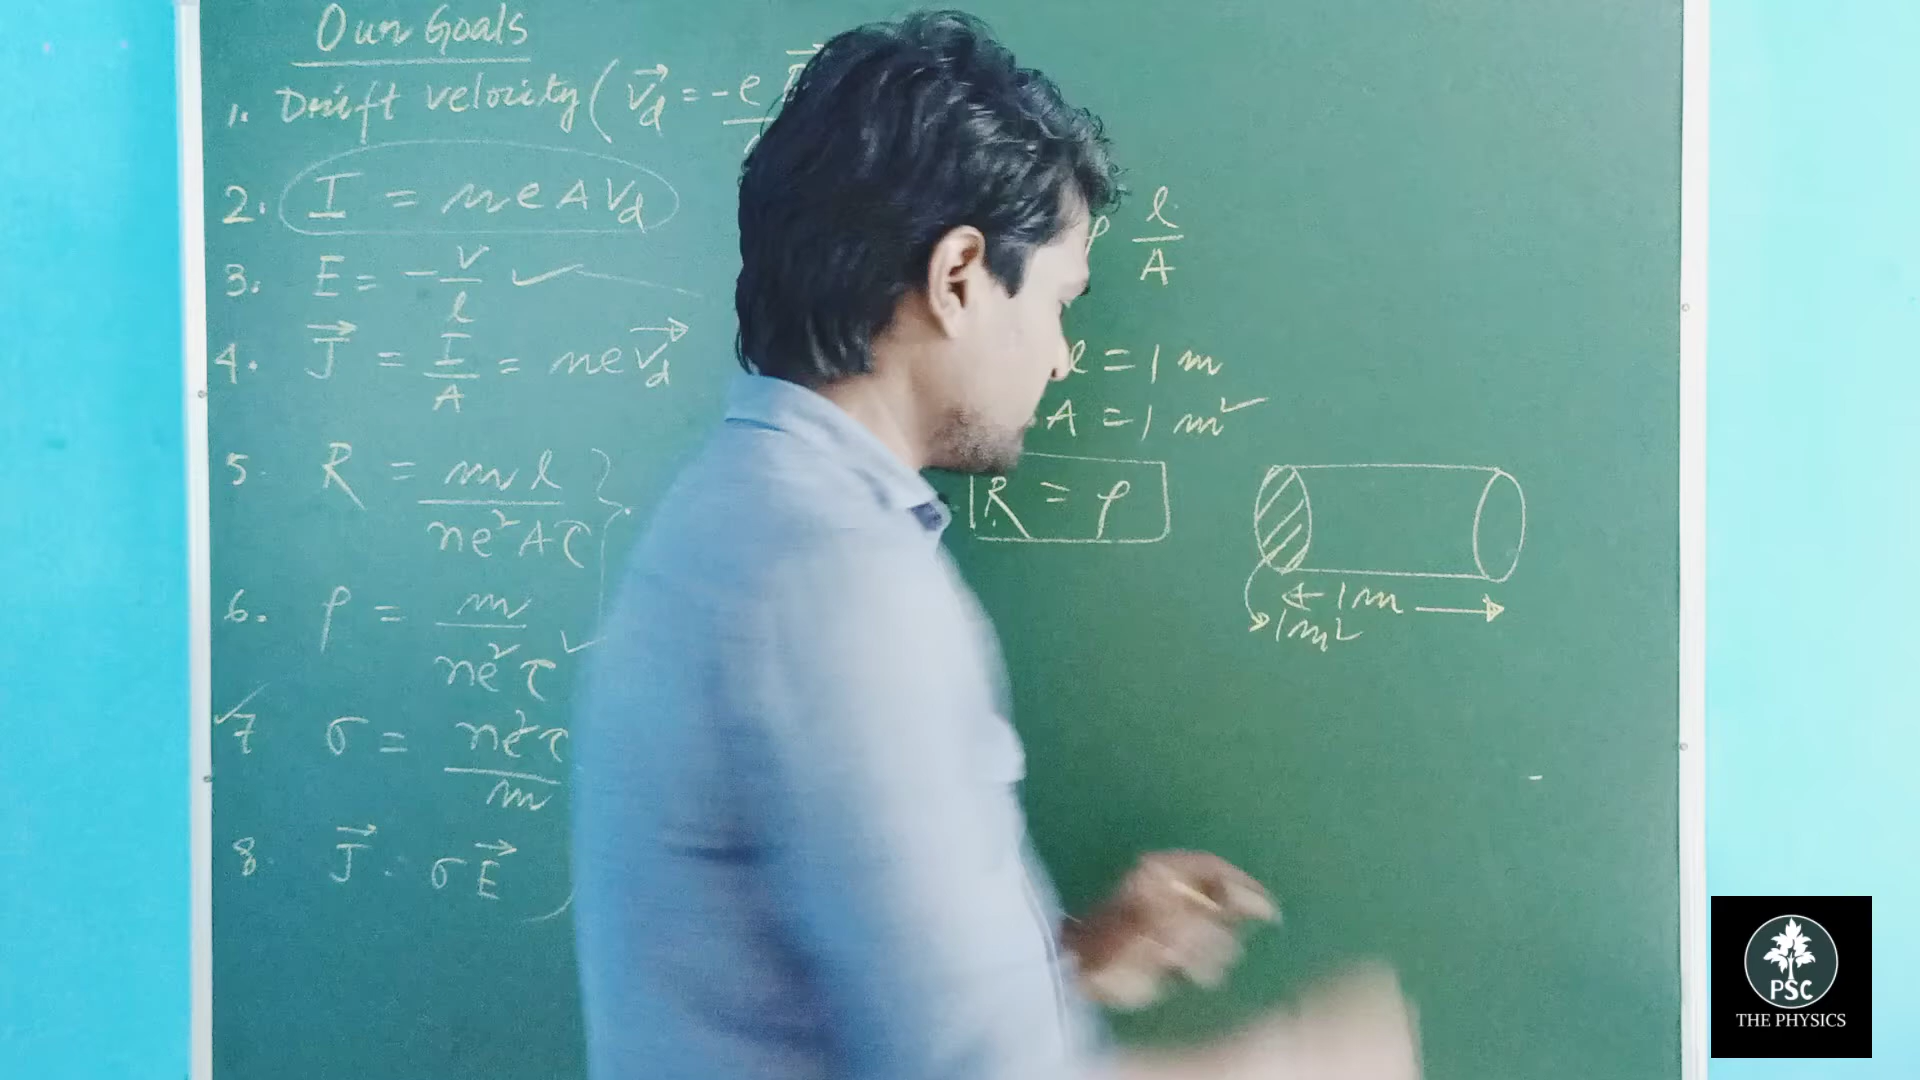 Our Goals
1. Drift velocity ( v⃗d = -e
2. I = neAVd
3. E = - V/l ✓
4. J⃗ = I/A = nev⃗d
5. R = ml/ne²Aτ
6. ρ = m/ne²τ ✓
✓7 σ = ne²τ/m
8. J⃗ . σE⃗
ρ l/A
l = 1 m
A = 1 m²
R = ρ
1m
1m²
PSC
THE PHYSICS